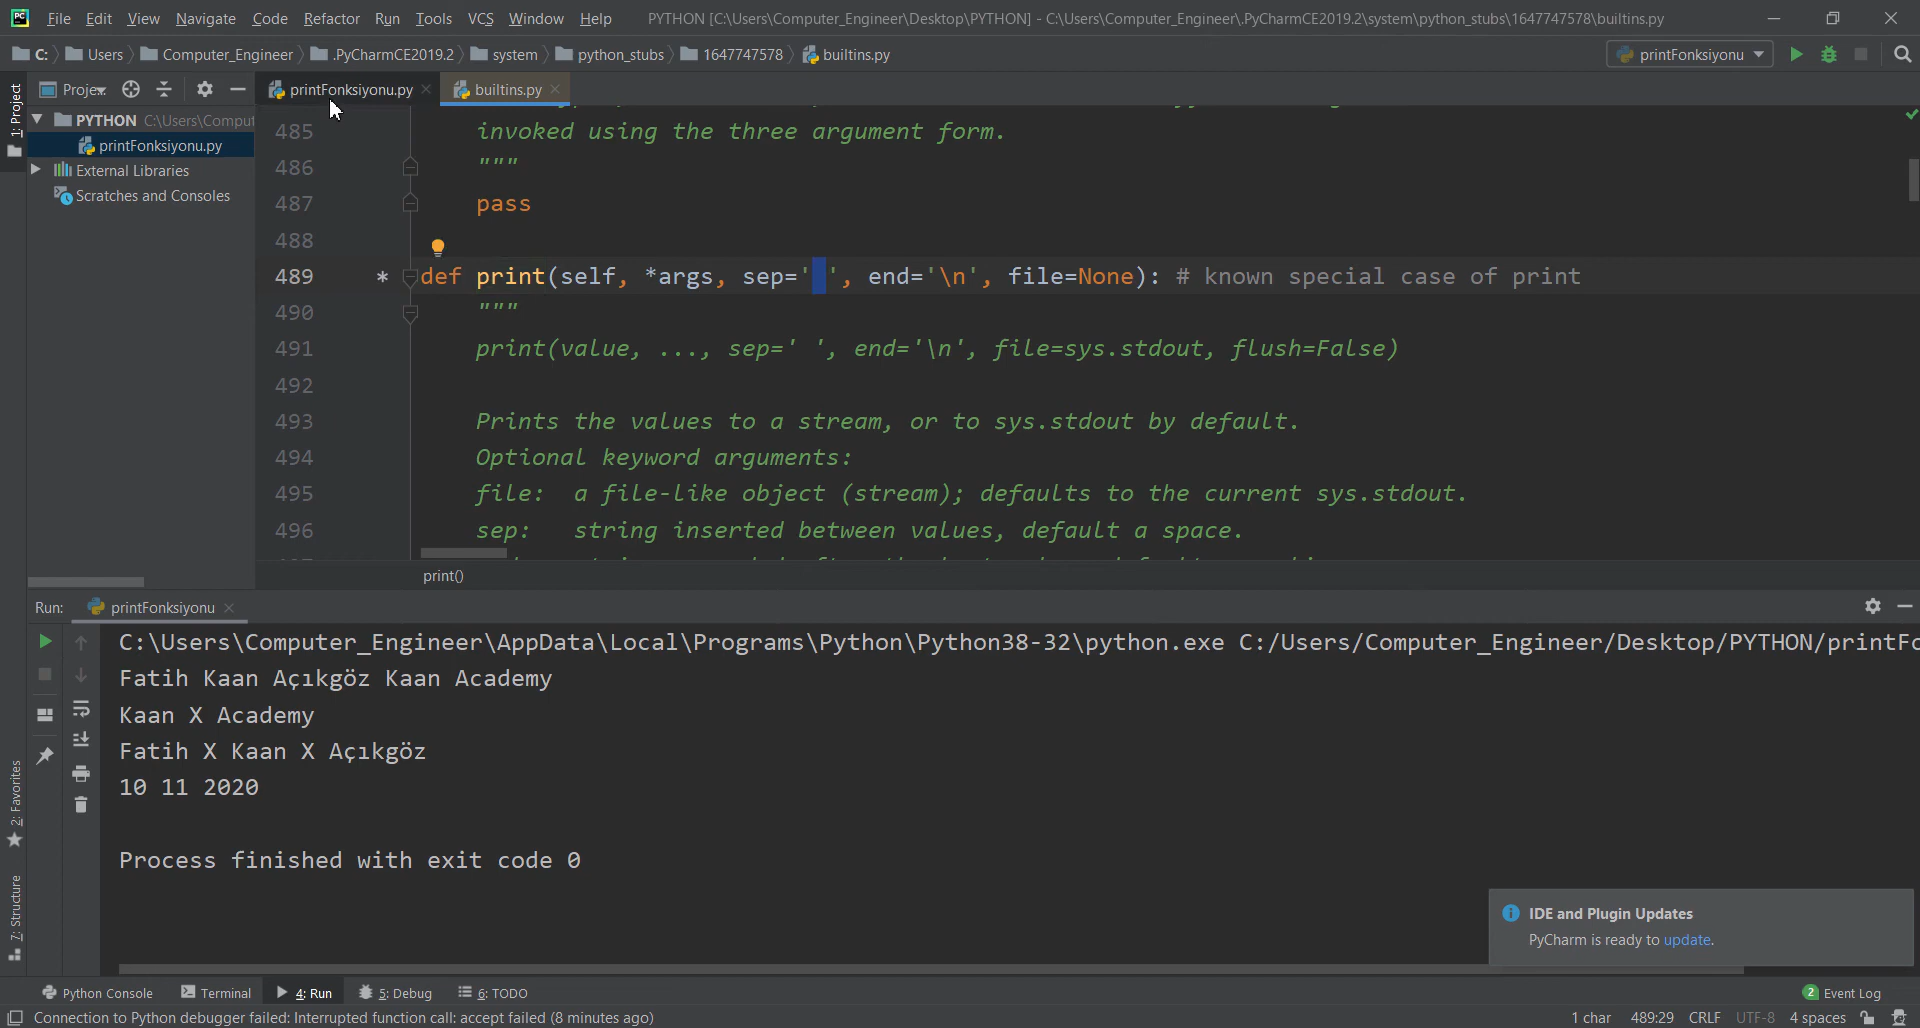 File Edit View Navigate Code Refactor Run Tools VCS Window Help PYTHON [C:\Users\Computer_Engineer\Desktop\PYTHON] - C:\Users\Computer_Engineer\.PyCharmCE2019.2\system\python_stubs\1647747578\builtins.py
C: Users Computer_Engineer .PyCharmCE2019.2 system python_stubs 1647747578 builtins.py printFonksiyonu
1: Project
Proje
printFonksiyonu.py builtins.py
PYTHON C:\Users\Comput
printFonksiyonu.py
External Libraries
Scratches and Consoles
485 invoked using the three argument form.
486 """
487 pass
488
489 * def print(self, *args, sep=' ', end='\n', file=None): # known special case of print
490 """
491 print(value, ..., sep=' ', end='\n', file=sys.stdout, flush=False)
492
493 Prints the values to a stream, or to sys.stdout by default.
494 Optional keyword arguments:
495 file: a file-like object (stream); defaults to the current sys.stdout.
496 sep: string inserted between values, default a space.
print()
Run: printFonksiyonu
C:\Users\Computer_Engineer\AppData\Local\Programs\Python\Python38-32\python.exe C:/Users/Computer_Engineer/Desktop/PYTHON/printFo
Fatih Kaan Açıkgöz Kaan Academy
Kaan X Academy
Fatih X Kaan X Açıkgöz
10 11 2020
Process finished with exit code 0
2: Favorites
7: Structure
IDE and Plugin Updates
PyCharm is ready to update.
Python Console Terminal 4: Run 5: Debug 6: TODO 2 Event Log
Connection to Python debugger failed: Interrupted function call: accept failed (8 minutes ago) 1 char 489:29 CRLF UTF-8 4 spaces